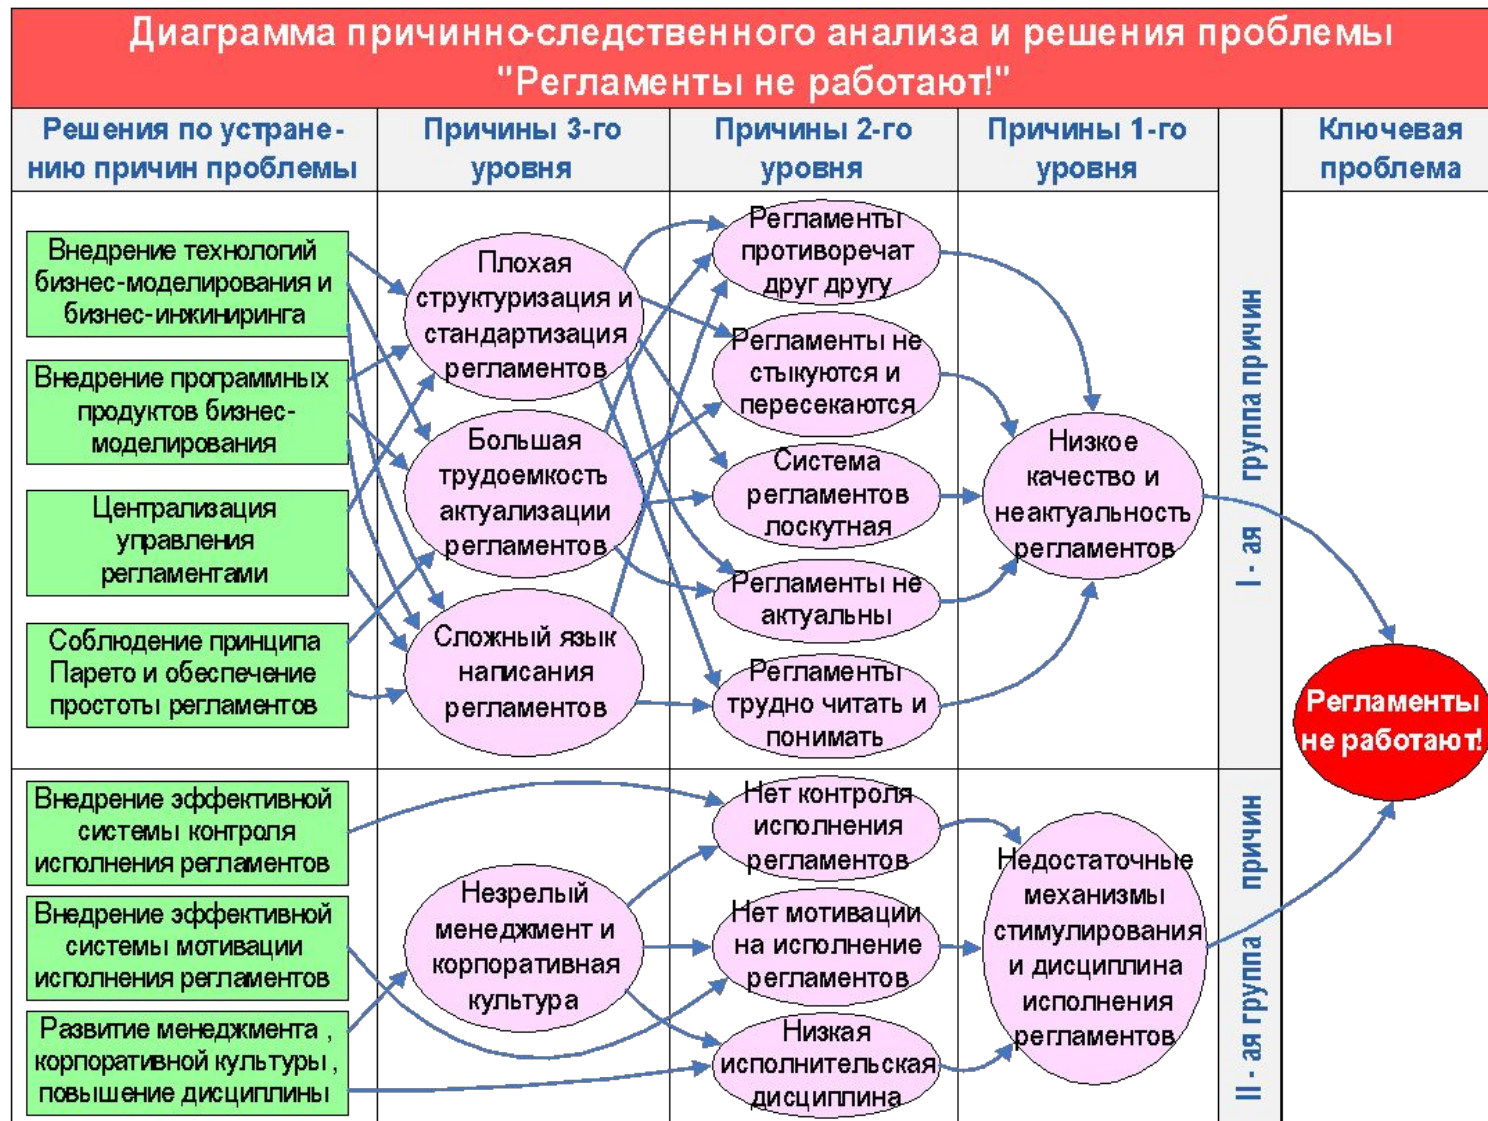 Диаграмма причинно-следственного анализа и решения проблемы
"Регламенты не работают!"
Решения по устране-
нию причин проблемы
Причины 3-го
уровня
Причины 2-го
уровня
Причины 1-го
уровня
Ключевая
проблема
Внедрение технологий
бизнес-моделирования и
бизнес-инжиниринга
Внедрение программных
продуктов бизнес-
моделирования
Централизация
управления
регламентами
Соблюдение принципа
Парето и обеспечение
простоты регламентов
Плохая
структуризация и
стандартизация
регламентов
Большая
трудоемкость
актуализации
регламентов
Сложный язык
написания
регламентов
Регламенты
противоречат
друг другу
Регламенты не
стыкуются и
пересекаются
Система
регламентов
лоскутная
Регламенты не
актуальны
Регламенты
трудно читать и
понимать
Низкое
качество и
неактуальность
регламентов
I - ая группа причин
Регламенты
не работают!
Внедрение эффективной
системы контроля
исполнения регламентов
Внедрение эффективной
системы мотивации
исполнения регламентов
Развитие менеджмента ,
корпоративной культуры ,
повышение дисциплины
Незрелый
менеджмент и
корпоративная
культура
Нет контроля
исполнения
регламентов
Нет мотивации
на исполнение
регламентов
Низкая
исполнительская
дисциплина
Недостаточные
механизмы
стимулирования
и дисциплина
исполнения
регламентов
II - ая группа причин